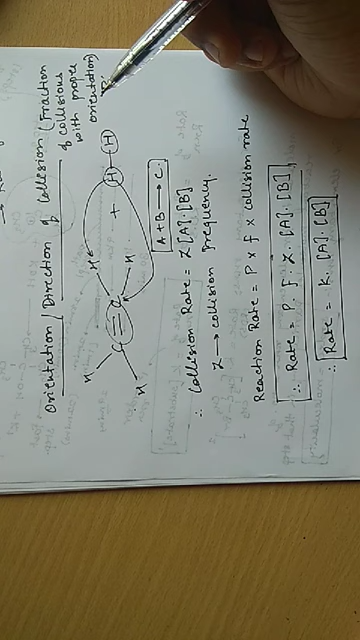 Orientation/Direction of Collision (Fraction
of collisions
with proper
orientation)
H H
C = C + H - H
H H
A + B → C
∴ Collision Rate = Z [A].[B]
Z → collision frequency.
Reaction Rate = P x f x collision rate
∴ Rate = P. f. Z. [A]. [B]
∴ Rate = K. [A]. [B]